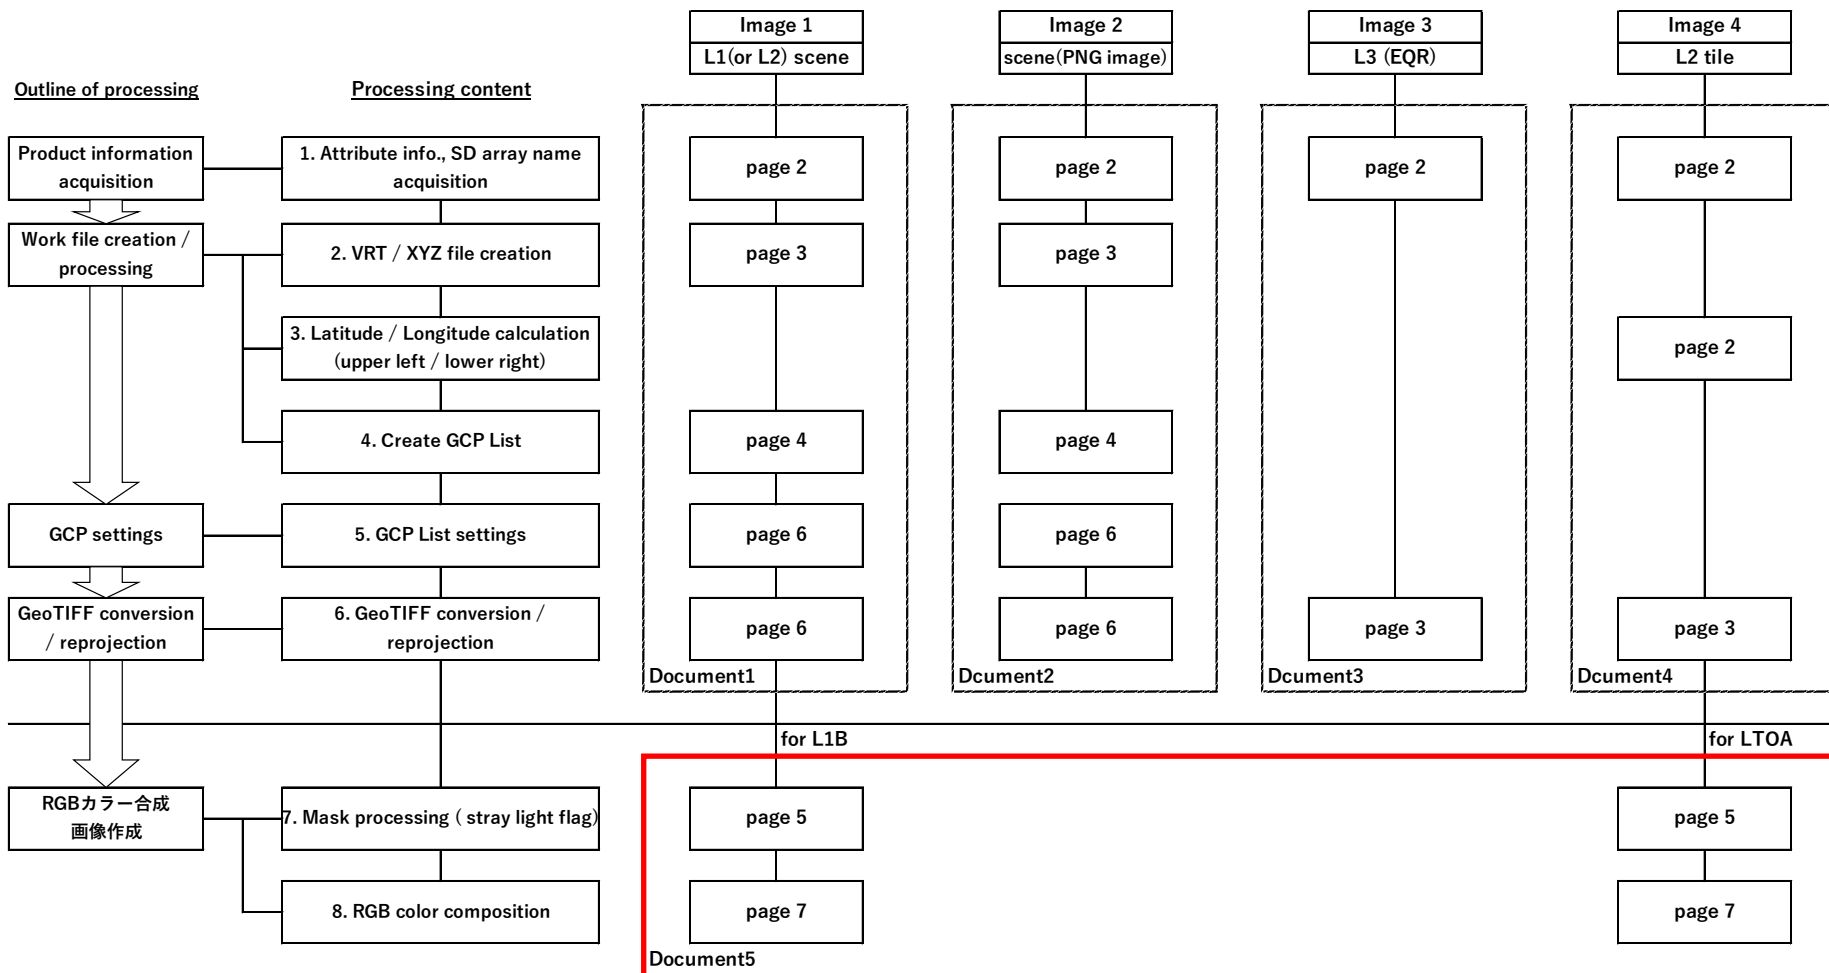 Image 1
L1(or L2) scene
Image 2
scene(PNG image)
Image 3
L3 (EQR)
Image 4
L2 tile
Outline of processing
Processing content
Product information
acquisition
1. Attribute info., SD array name
acquisition
page 2
page 2
page 2
page 2
Work file creation /
processing
2. VRT / XYZ file creation
page 3
page 3
3. Latitude / Longitude calculation
(upper left / lower right)
page 2
4. Create GCP List
page 4
page 4
GCP settings
5. GCP List settings
page 6
page 6
GeoTIFF conversion
/ reprojection
6. GeoTIFF conversion /
reprojection
page 6
page 6
page 3
page 3
Document1
Dcument2
Dcument3
Dcument4
for L1B
for LTOA
RGBカラー合成
画像作成
7. Mask processing ( stray light flag)
page 5
page 5
8. RGB color composition
page 7
page 7
Document5